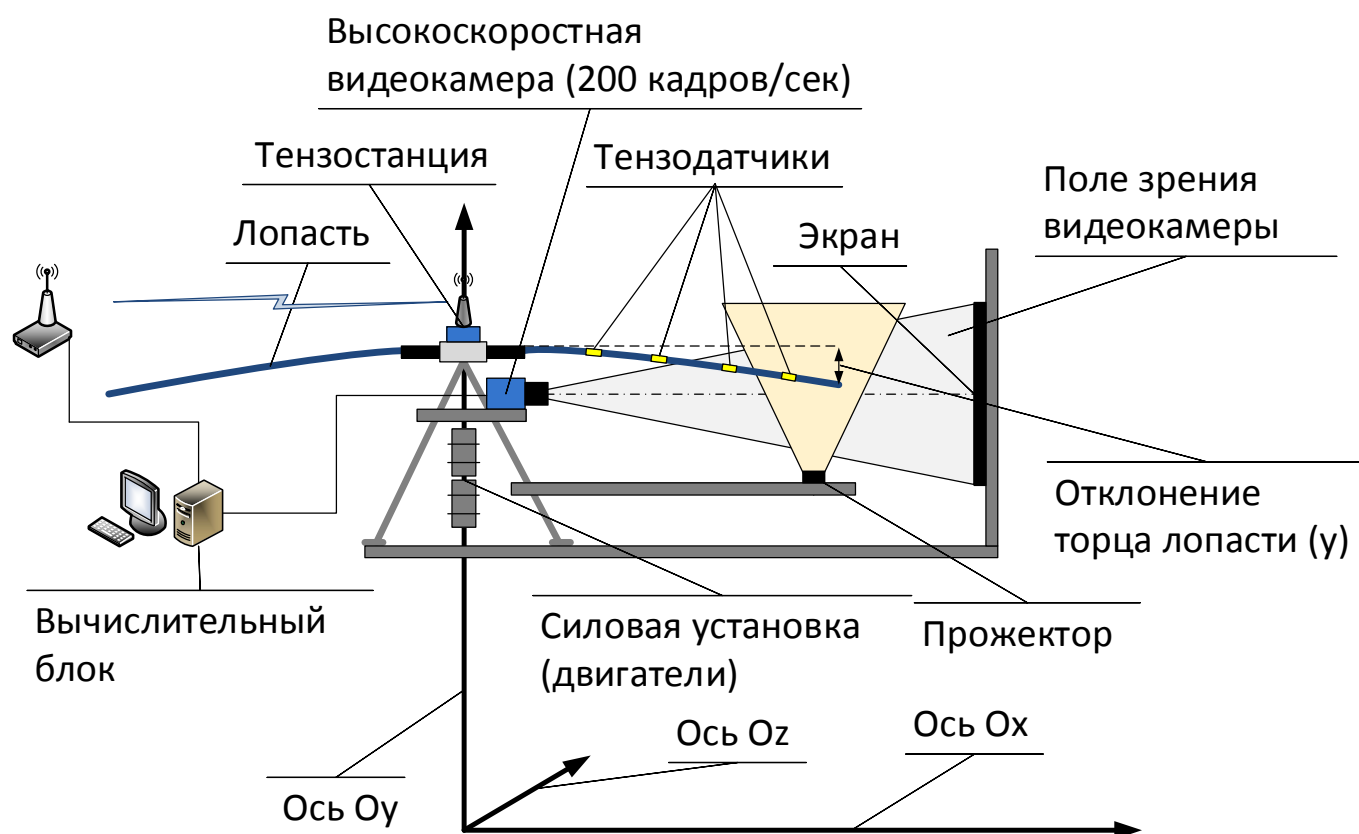 Высокоскоростная
видеокамера (200 кадров/сек)
Тензостанция
Тензодатчики
Поле зрения
видеокамеры
Лопасть
Экран
Отклонение
торца лопасти (y)
Вычислительный
блок
Силовая установка
(двигатели)
Прожектор
Ось Oz
Ось Ox
Ось Oy